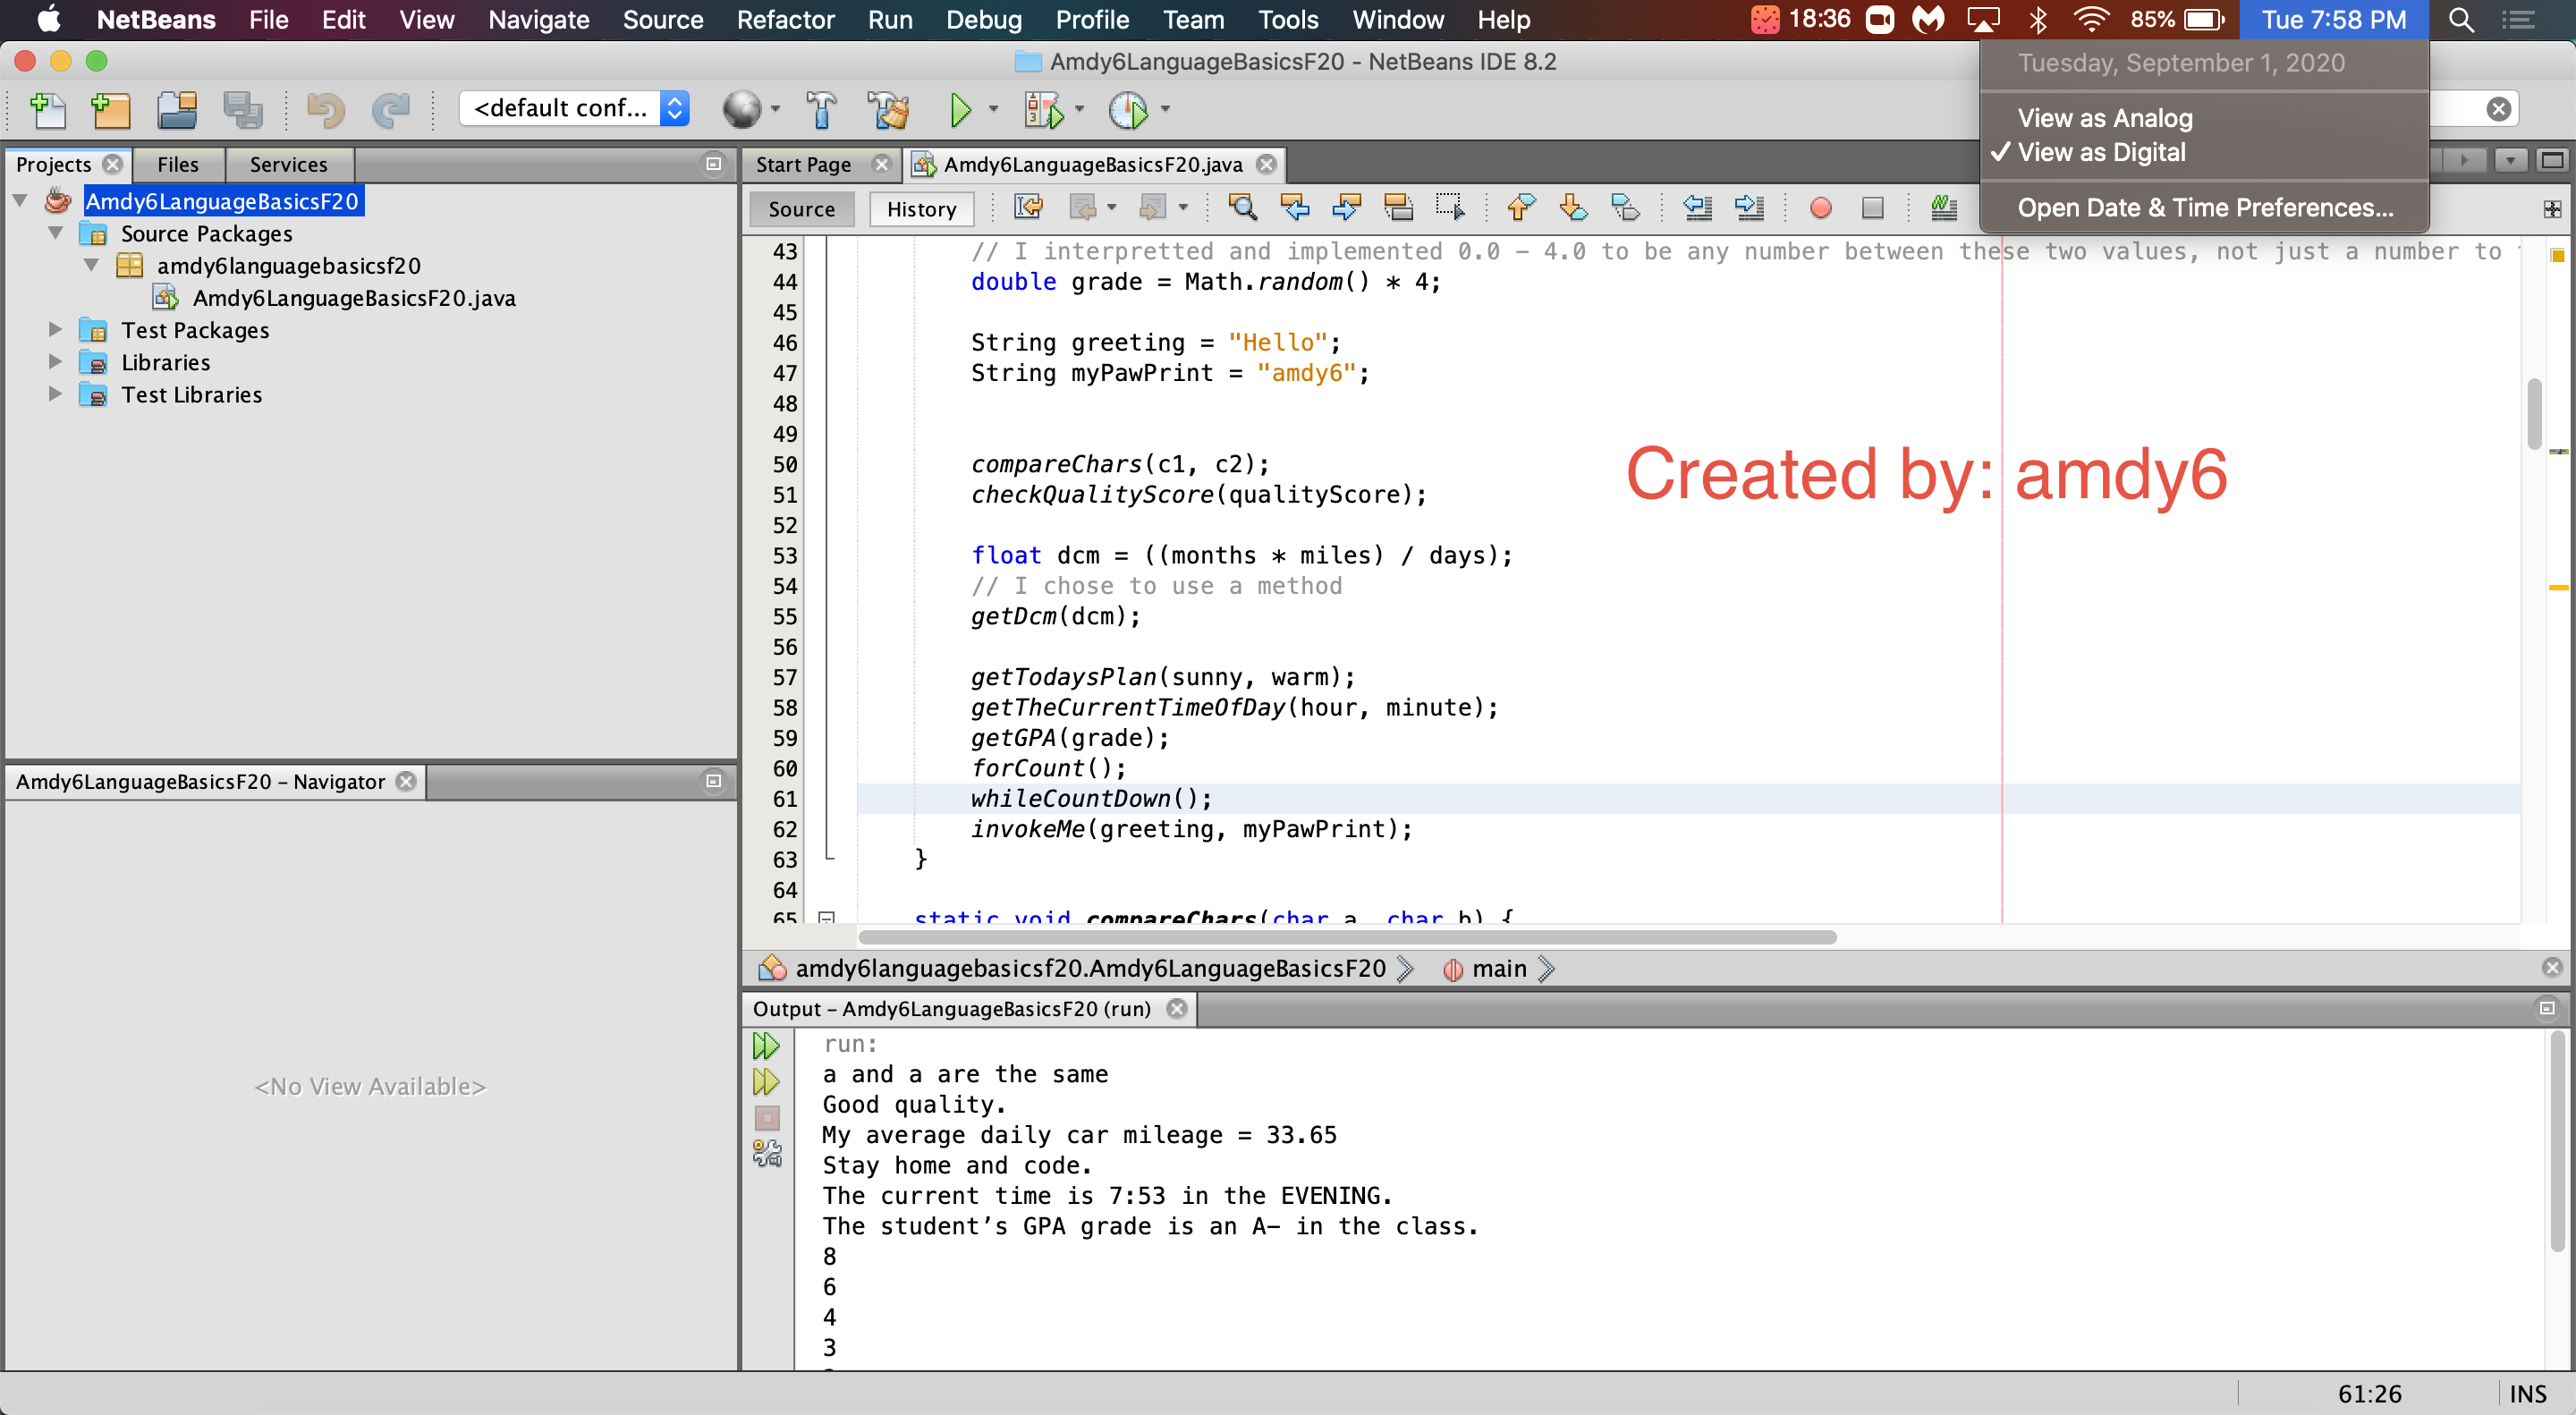 NetBeans File Edit View Navigate Source Refactor Run Debug Profile Team Tools Window Help 18:36 85% Tue 7:58 PM
Amdy6LanguageBasicsF20 - NetBeans IDE 8.2
Tuesday, September 1, 2020
View as Analog
✓ View as Digital
Open Date & Time Preferences...
<default conf...
Projects Files Services
Amdy6LanguageBasicsF20
Source Packages
amdy6languagebasicsf20
Amdy6LanguageBasicsF20.java
Test Packages
Libraries
Test Libraries
Amdy6LanguageBasicsF20 - Navigator
<No View Available>
Start Page Amdy6LanguageBasicsF20.java
Source History
43 // I interpretted and implemented 0.0 - 4.0 to be any number between these two values, not just a number to
44 double grade = Math.random() * 4;
45
46 String greeting = "Hello";
47 String myPawPrint = "amdy6";
48
49
50 compareChars(c1, c2);
51 checkQualityScore(qualityScore);
52
53 float dcm = ((months * miles) / days);
54 // I chose to use a method
55 getDcm(dcm);
56
57 getTodaysPlan(sunny, warm);
58 getTheCurrentTimeOfDay(hour, minute);
59 getGPA(grade);
60 forCount();
61 whileCountDown();
62 invokeMe(greeting, myPawPrint);
63 }
64
65 static void compareChars(char a, char b) {
Created by: amdy6
amdy6languagebasicsf20.Amdy6LanguageBasicsF20 main
Output - Amdy6LanguageBasicsF20 (run)
run:
a and a are the same
Good quality.
My average daily car mileage = 33.65
Stay home and code.
The current time is 7:53 in the EVENING.
The student’s GPA grade is an A- in the class.
8
6
4
3
61:26 INS